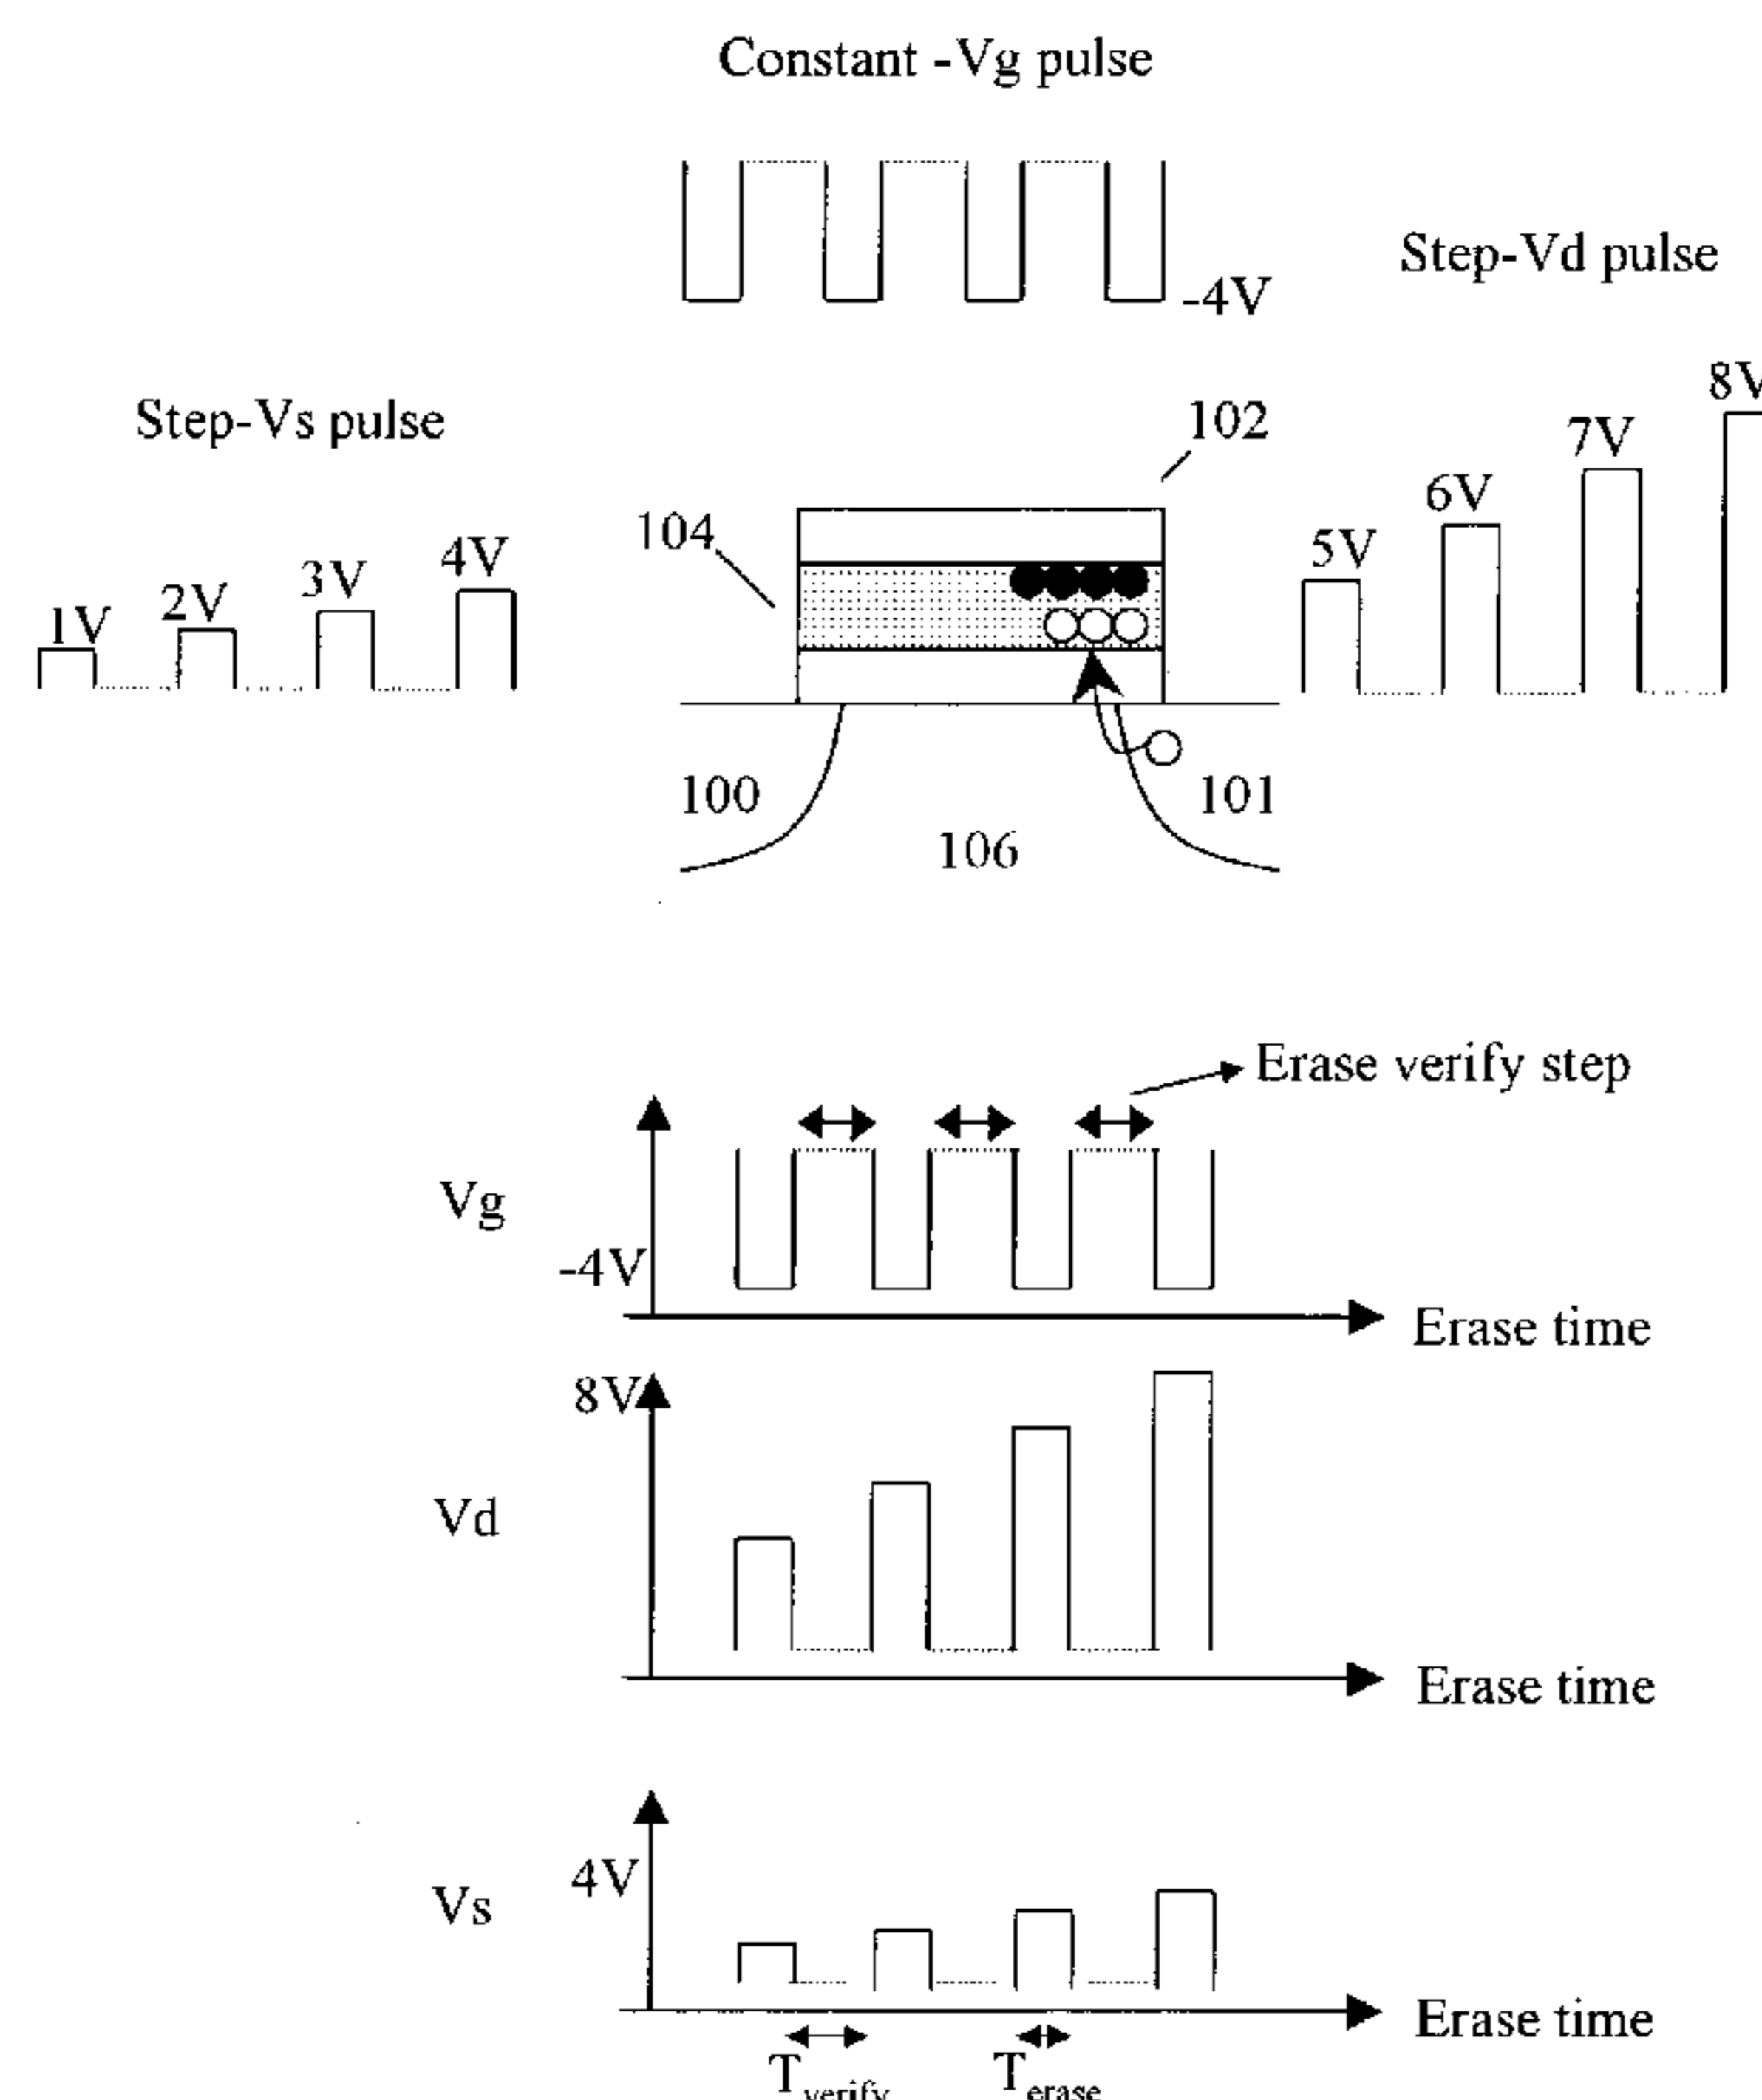 Constant -Vg pulse
-4V
Step-Vd pulse
Step-Vs pulse
1V
2V
3V
4V
104
102
5V
6V
7V
8V
100
101
106
Erase verify step
Vg
-4V
Erase time
8V
Vd
Erase time
4V
Vs
Erase time
Tverify
Terase